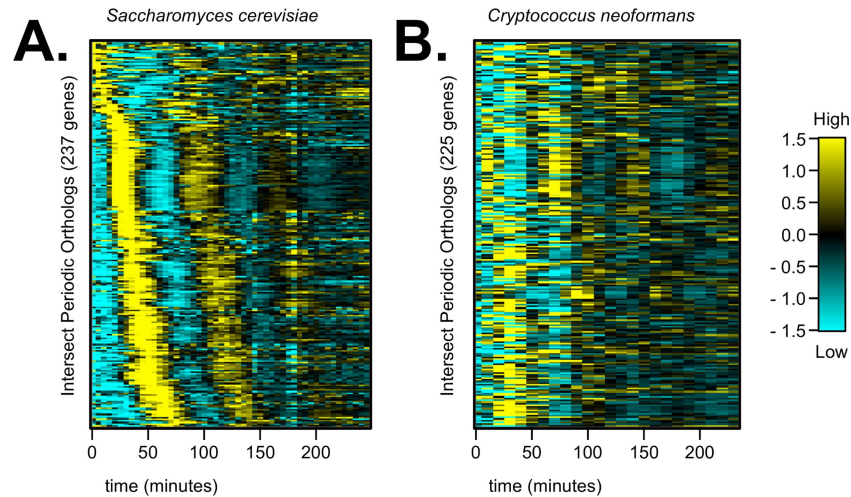 Saccharomyces cerevisiae
Cryptococcus neoformans
A.
B.
Intersect Periodic Orthologs (237 genes)
0 50 100 150 200
time (minutes)
Intersect Periodic Orthologs (225 genes)
0 50 100 150 200
time (minutes)
High
1.5
1.0
0.5
0.0
- 0.5
- 1.0
- 1.5
Low